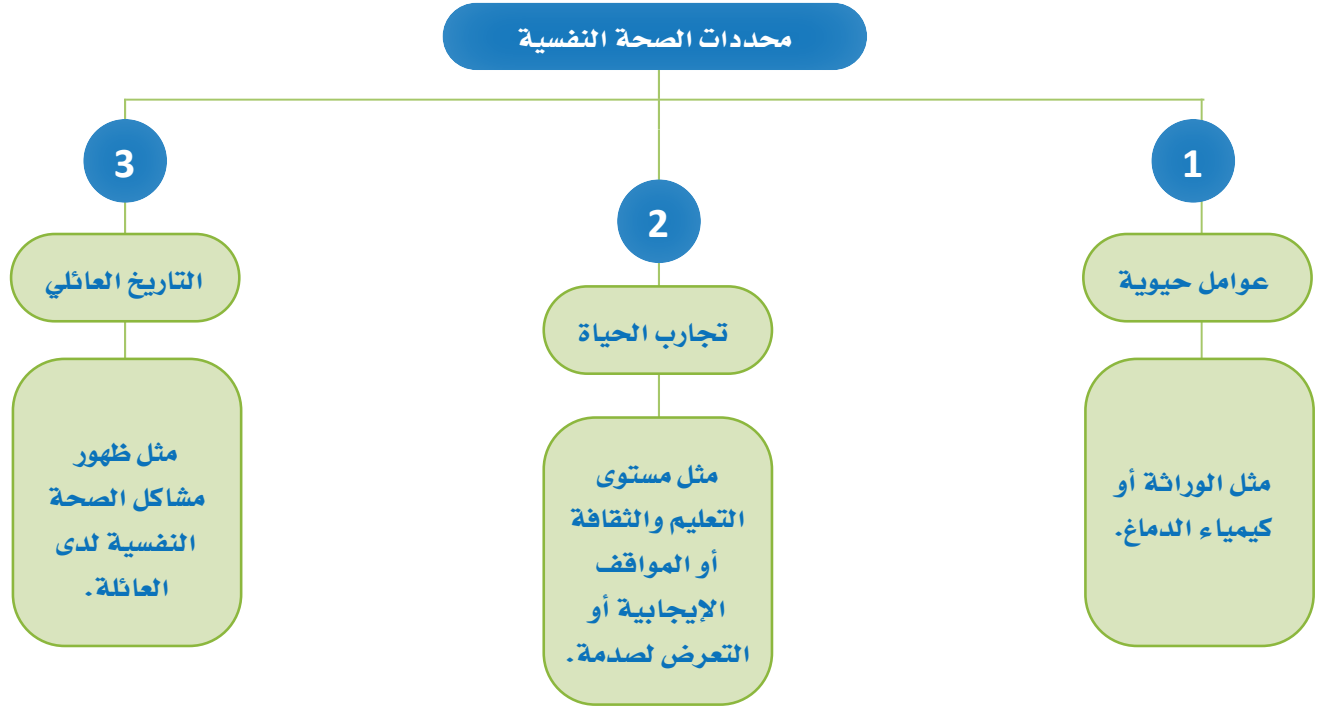 محددات الصحة النفسية
1
عوامل حيوية
مثل الوراثة أو
كيمياء الدماغ.
2
تجارب الحياة
مثل مستوى
التعليم والثقافة
أو المواقف
الإيجابية أو
التعرض لصدمة.
3
التاريخ العائلي
مثل ظهور
مشاكل الصحة
النفسية لدى
العائلة.